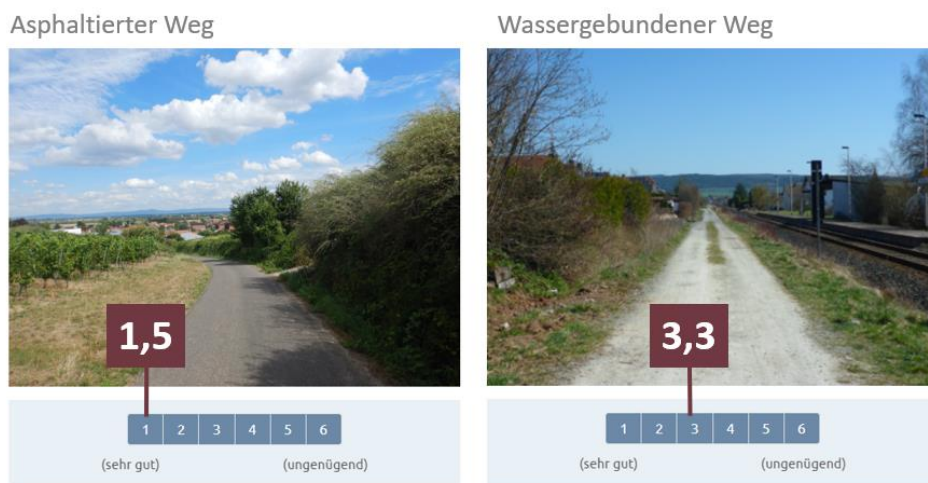 Asphaltierter Weg
1,5
1 2 3 4 5 6
(sehr gut) (ungenügend)
Wassergebundener Weg
3,3
1 2 3 4 5 6
(sehr gut) (ungenügend)